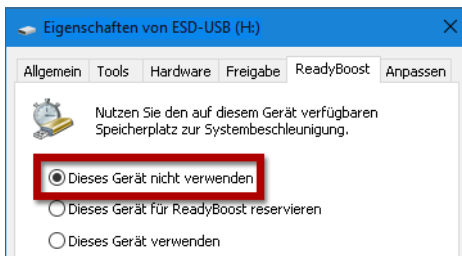 Eigenschaften von ESD-USB (H:)
Allgemein Tools Hardware Freigabe ReadyBoost Anpassen
Nutzen Sie den auf diesem Gerät verfügbaren
Speicherplatz zur Systembeschleunigung.
Dieses Gerät nicht verwenden
Dieses Gerät für ReadyBoost reservieren
Dieses Gerät verwenden